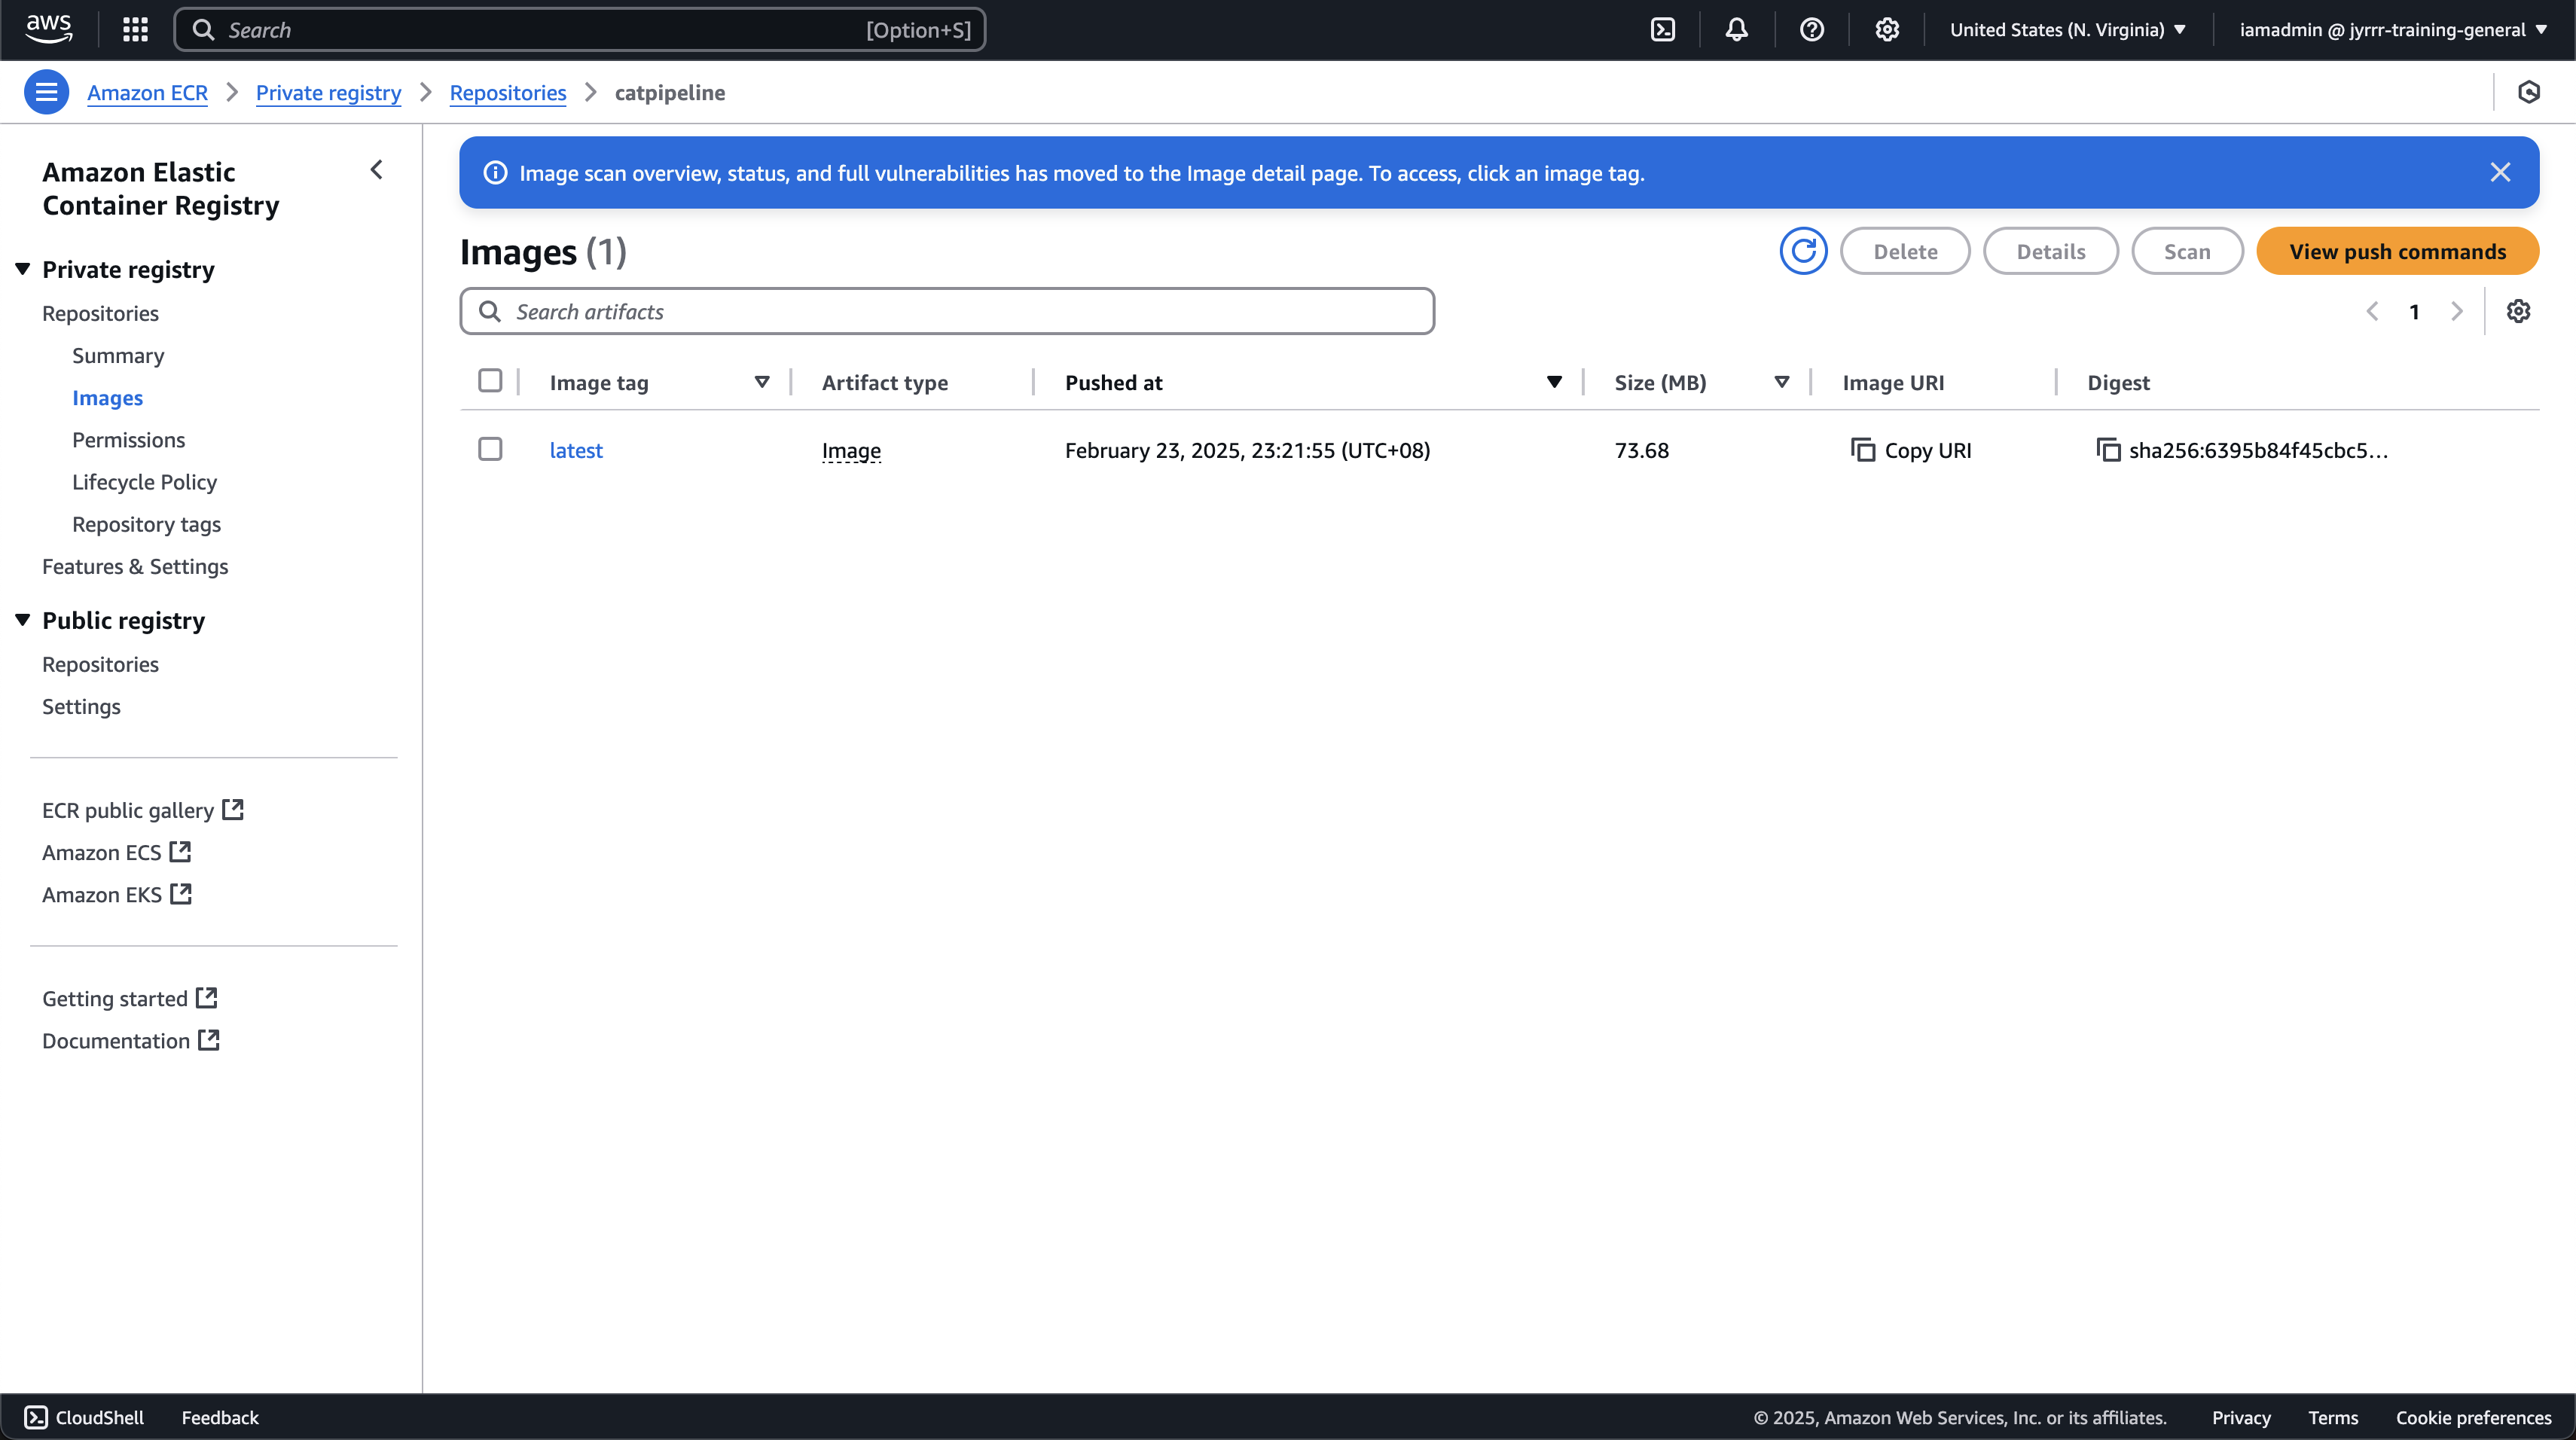 aws
Search [Option+S]
United States (N. Virginia)
iamadmin @ jyrrr-training-general
Amazon ECR
Private registry
Repositories
catpipeline
Amazon Elastic
Container Registry
Private registry
Repositories
Summary
Images
Permissions
Lifecycle Policy
Repository tags
Features & Settings
Public registry
Repositories
Settings
ECR public gallery
Amazon ECS
Amazon EKS
Getting started
Documentation
Image scan overview, status, and full vulnerabilities has moved to the Image detail page. To access, click an image tag.
Images (1)
Delete
Details
Scan
View push commands
Search artifacts
1
Image tag
Artifact type
Pushed at
Size (MB)
Image URI
Digest
latest
Image
February 23, 2025, 23:21:55 (UTC+08)
73.68
Copy URI
sha256:6395b84f45cbc5...
CloudShell
Feedback
© 2025, Amazon Web Services, Inc. or its affiliates.
Privacy
Terms
Cookie preferences